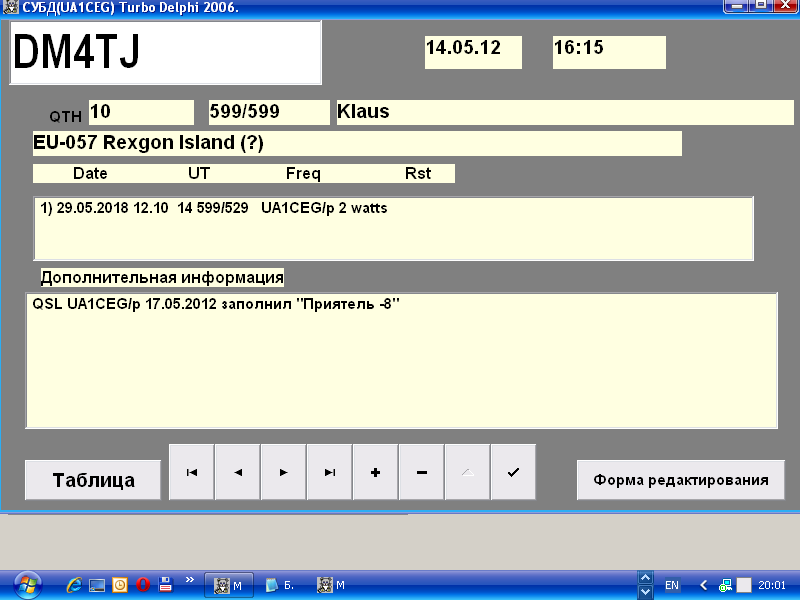 СУБД(UA1CEG) Turbo Delphi 2006.
DM4TJ
14.05.12 16:15
QTH 10 599/599 Klaus
EU-057 Rexgon Island (?)
Date UT Freq Rst
1) 29.05.2018 12.10 14 599/529 UA1CEG/p 2 watts
Дополнительная информация
QSL UA1CEG/p 17.05.2012 заполнил "Приятель -8"
Таблица Форма редактирования
М Б. М EN 20:01